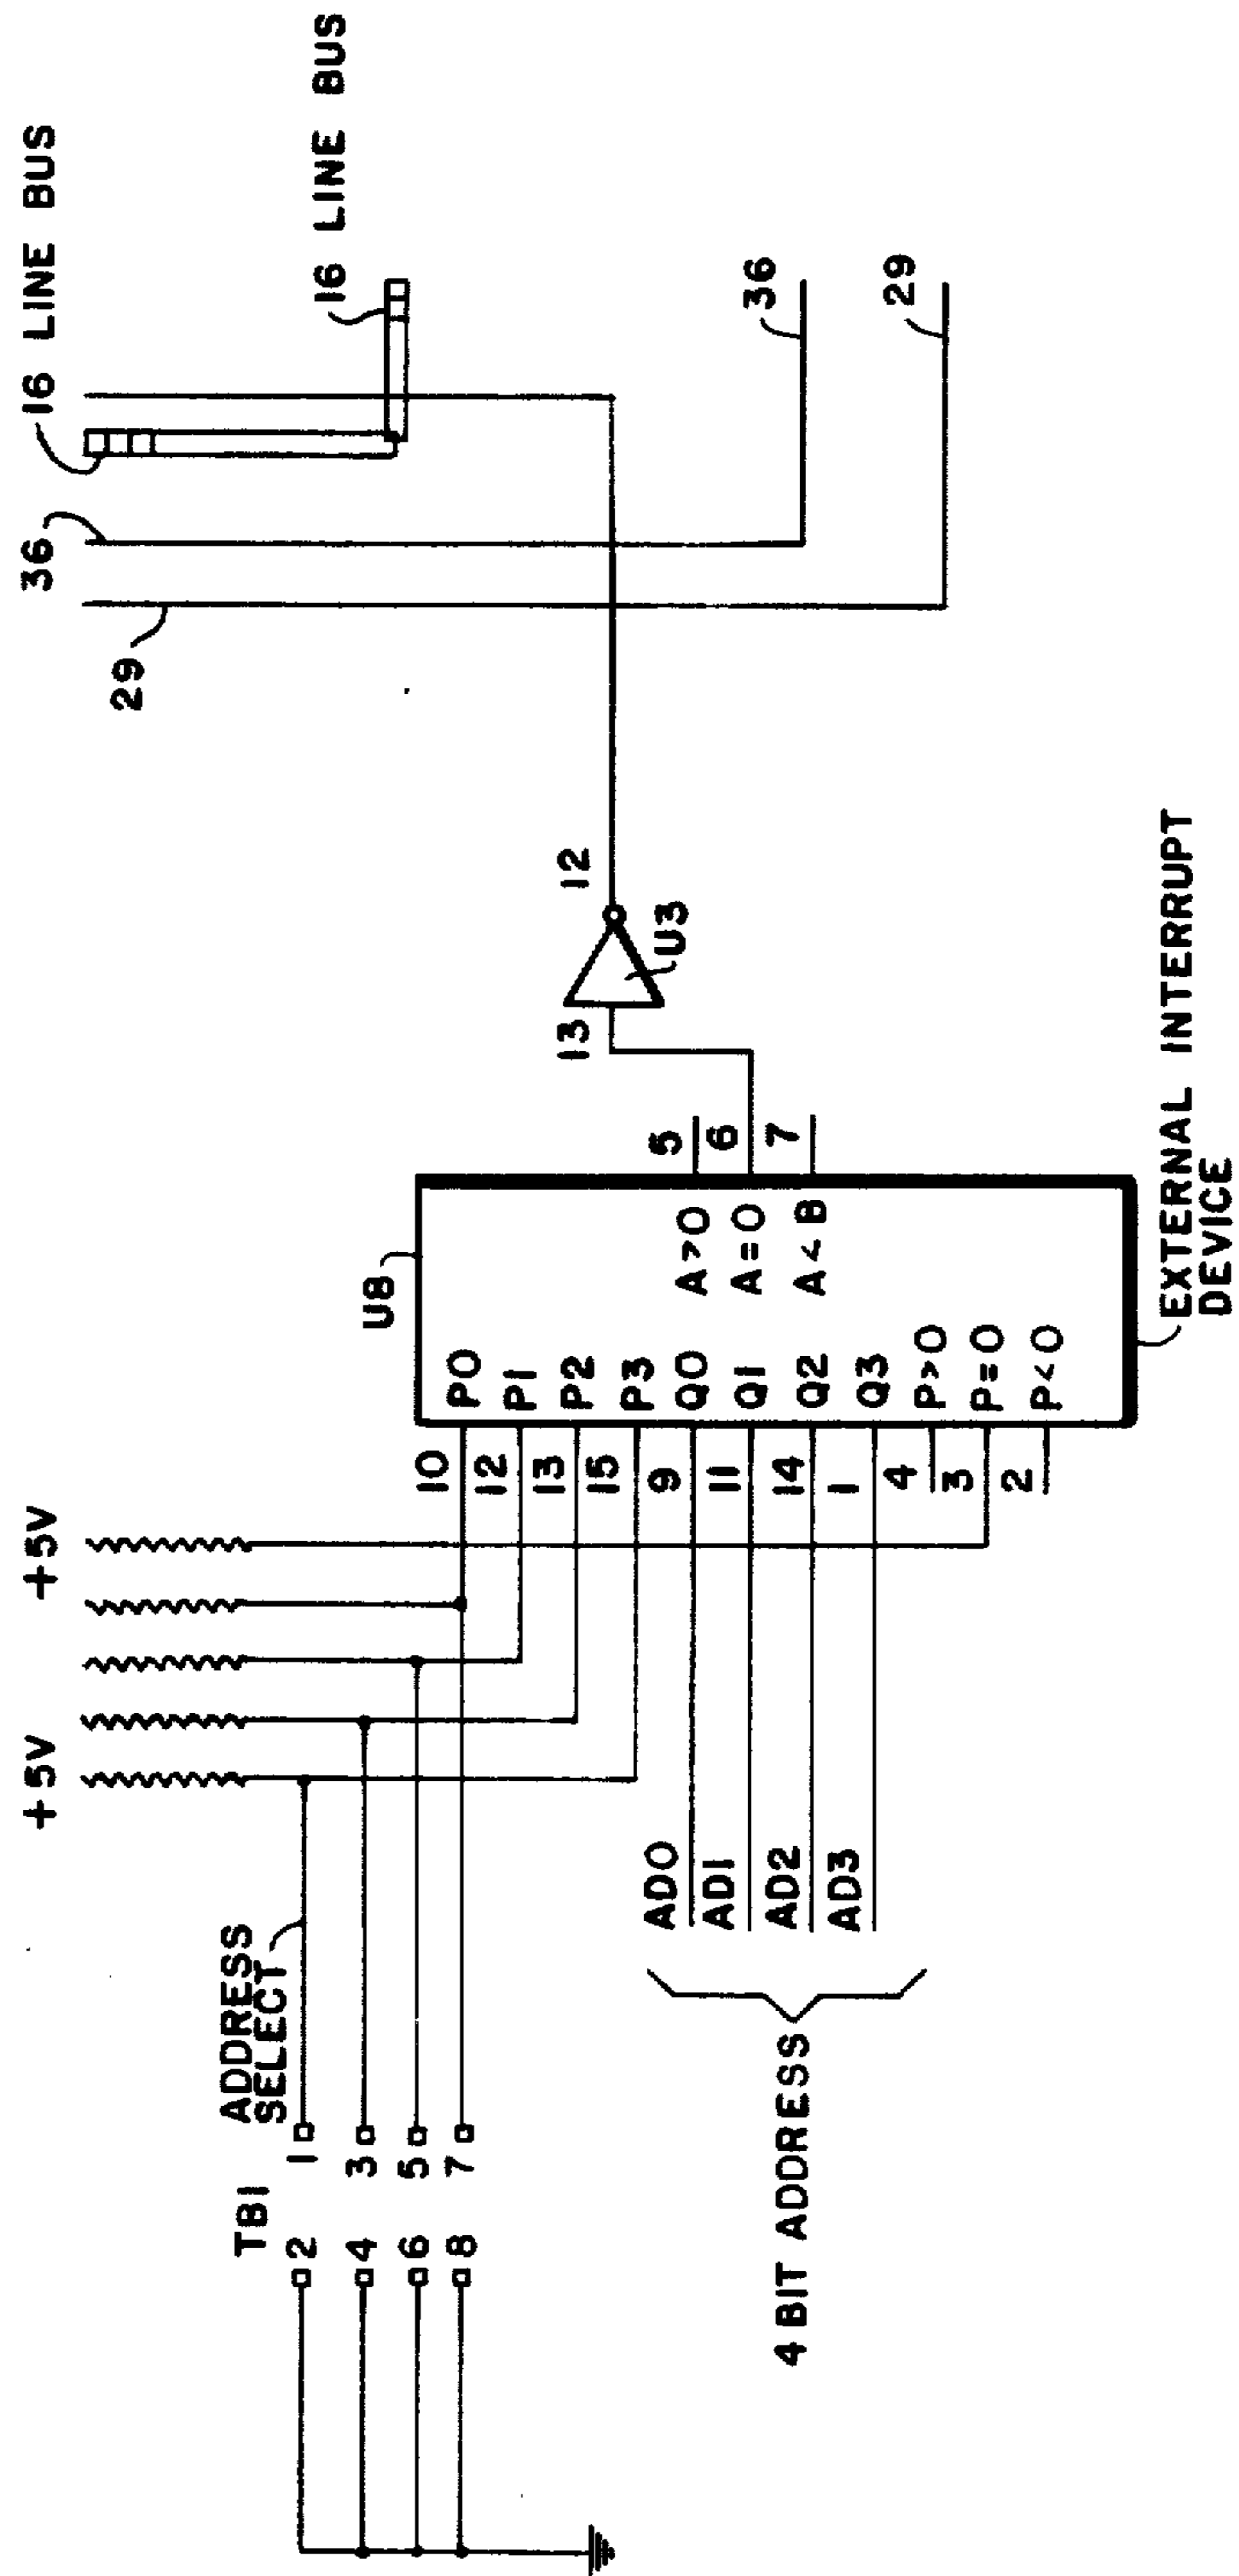 +5V
+5V
36
16 LINE BUS
29
16 LINE BUS
ADDRESS
SELECT
TB1
2
1
4
3
6
5
8
7
U8
10
P0
12
P1
13
P2
15
P3
9
Q0
11
Q1
14
Q2
1
Q3
4
P>O
3
P=O
2
P<O
A>O
5
A=O
6
A<B
7
13
12
U3
36
29
AD0
AD1
AD2
AD3
4 BIT ADDRESS
EXTERNAL INTERRUPT
DEVICE